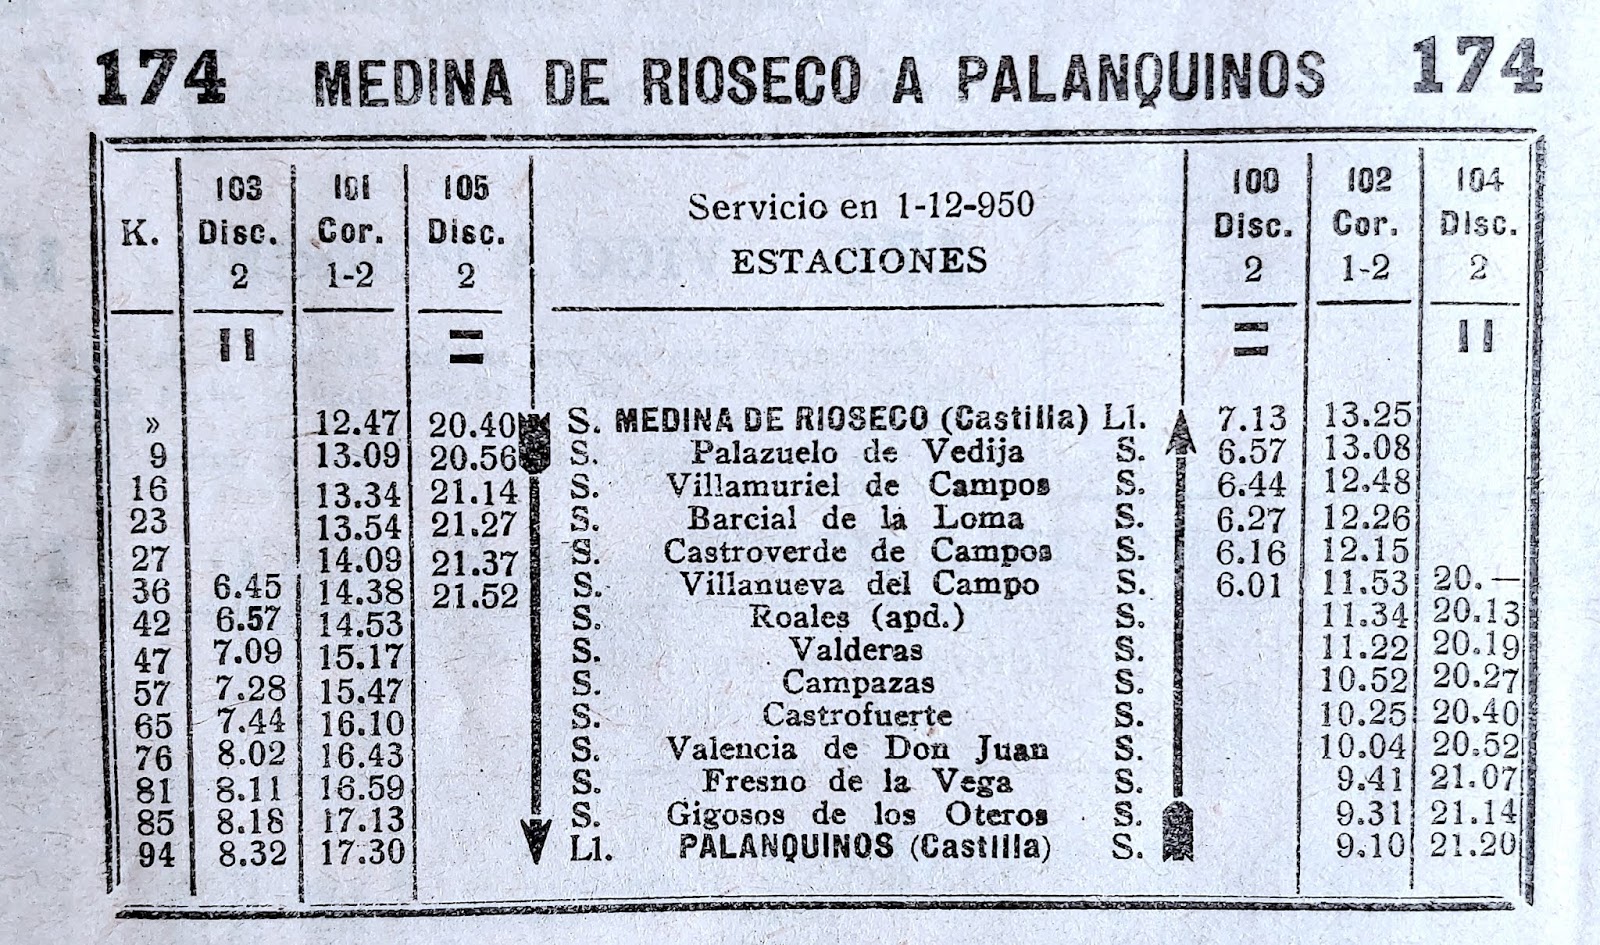 174 MEDINA DE RIOSECO A PALANQUINOS 174
103 101 105 Servicio en 1-12-950 100 102 104
K. Disc. Cor. Disc. ESTACIONES Disc. Cor. Disc.
2 1-2 2 2 1-2 2
» 12.47 20.40 S. MEDINA DE RIOSECO (Castilla) Ll. 7.13 13.25
9 13.09 20.56 S. Palazuelo de Vedija S. 6.57 13.08
16 13.34 21.14 S. Villamuriel de Campos S. 6.44 12.48
23 13.54 21.27 S. Barcial de la Loma S. 6.27 12.26
27 14.09 21.37 S. Castroverde de Campos S. 6.16 12.15
36 6.45 14.38 21.52 S. Villanueva del Campo S. 6.01 11.53 20.—
42 6.57 14.53 S. Roales (apd.) S. 11.34 20.13
47 7.09 15.17 S. Valderas S. 11.22 20.19
57 7.28 15.47 S. Campazas S. 10.52 20.27
65 7.44 16.10 S. Castrofuerte S. 10.25 20.40
76 8.02 16.43 S. Valencia de Don Juan S. 10.04 20.52
81 8.11 16.59 S. Fresno de la Vega S. 9.41 21.07
85 8.18 17.13 S. Gigosos de los Oteros S. 9.31 21.14
94 8.32 17.30 Ll. PALANQUINOS (Castilla) S. 9.10 21.20